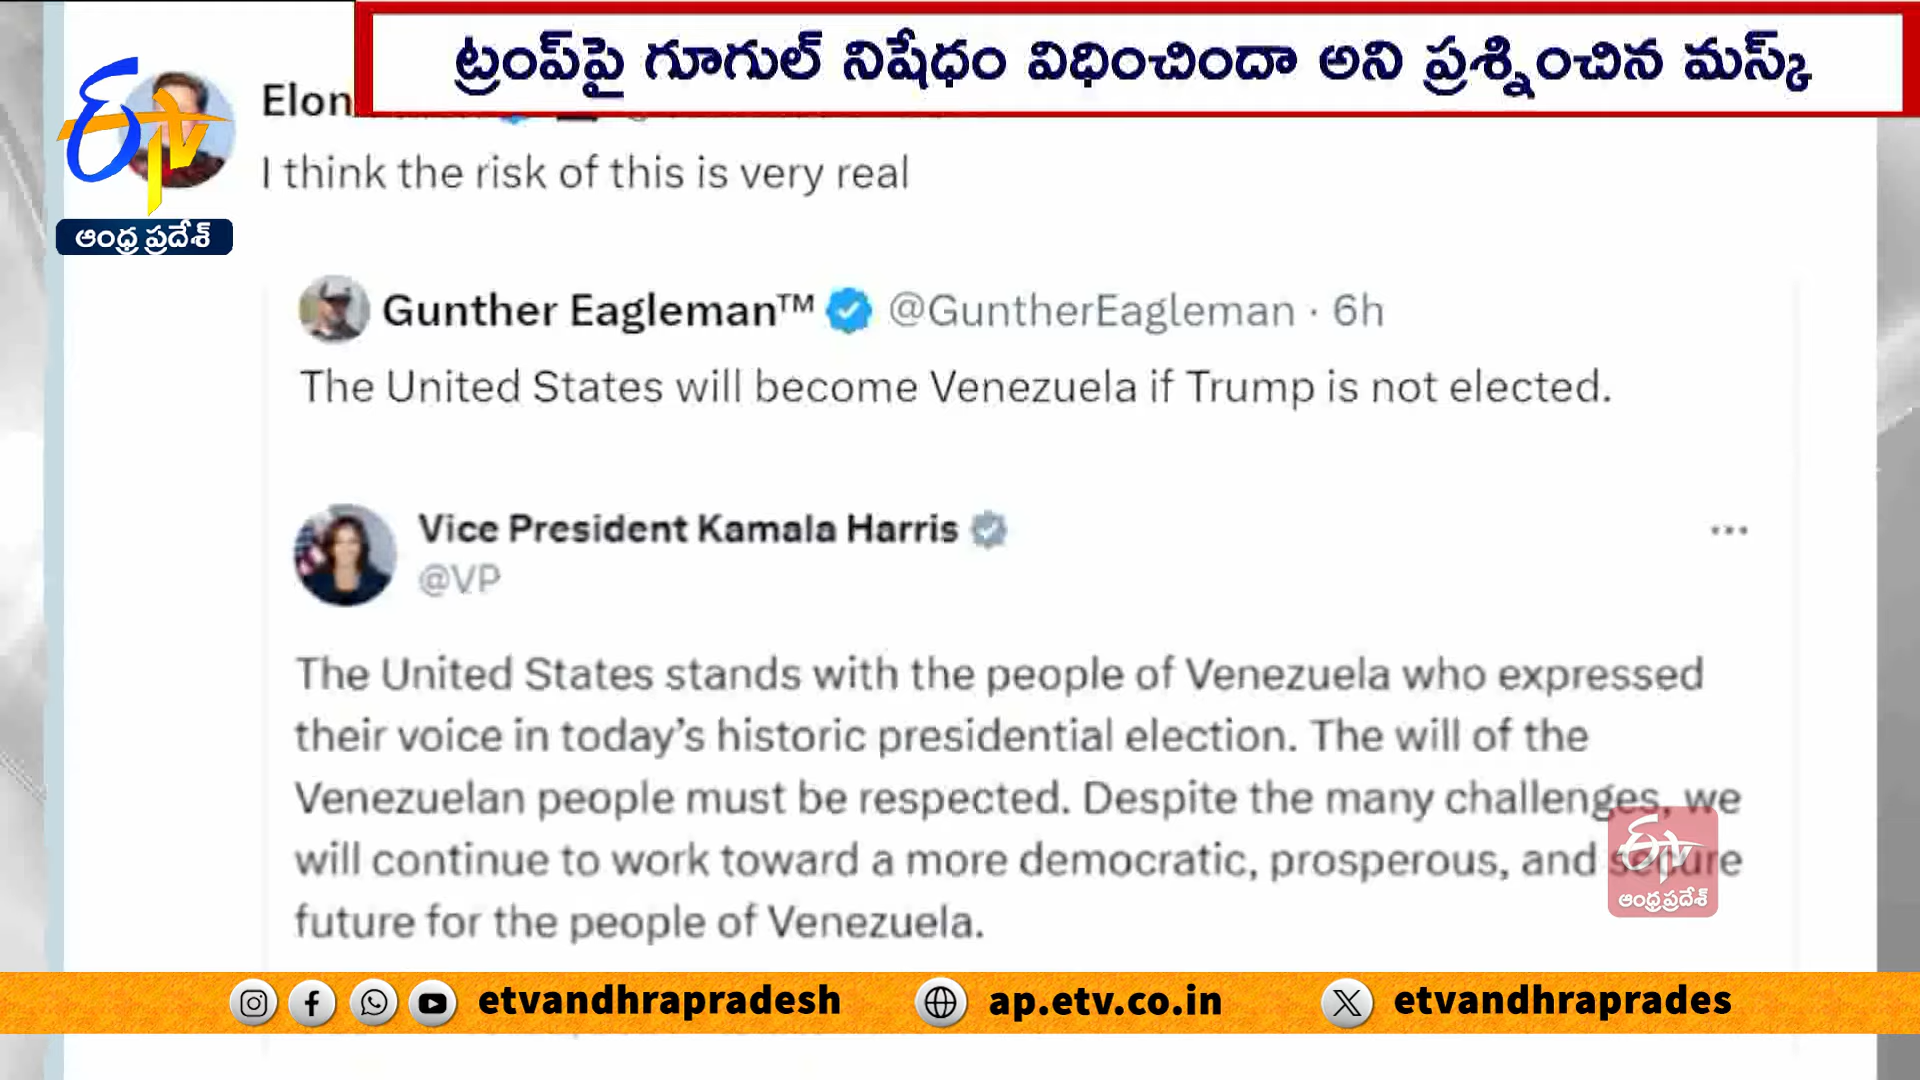 ట్రంప్‌పై గూగుల్ నిషేధం విధించిందా అని ప్రశ్నించిన మస్క్
ETV
ఆంధ్ర ప్రదేశ్
Elon
I think the risk of this is very real
Gunther Eagleman™ @GuntherEagleman · 6h
The United States will become Venezuela if Trump is not elected.
Vice President Kamala Harris
@VP
The United States stands with the people of Venezuela who expressed
their voice in today's historic presidential election. The will of the
Venezuelan people must be respected. Despite the many challenges, we
will continue to work toward a more democratic, prosperous, and secure
future for the people of Venezuela.
ETV
ఆంధ్రప్రదేశ్
etvandhrapradesh ap.etv.co.in etvandhraprades